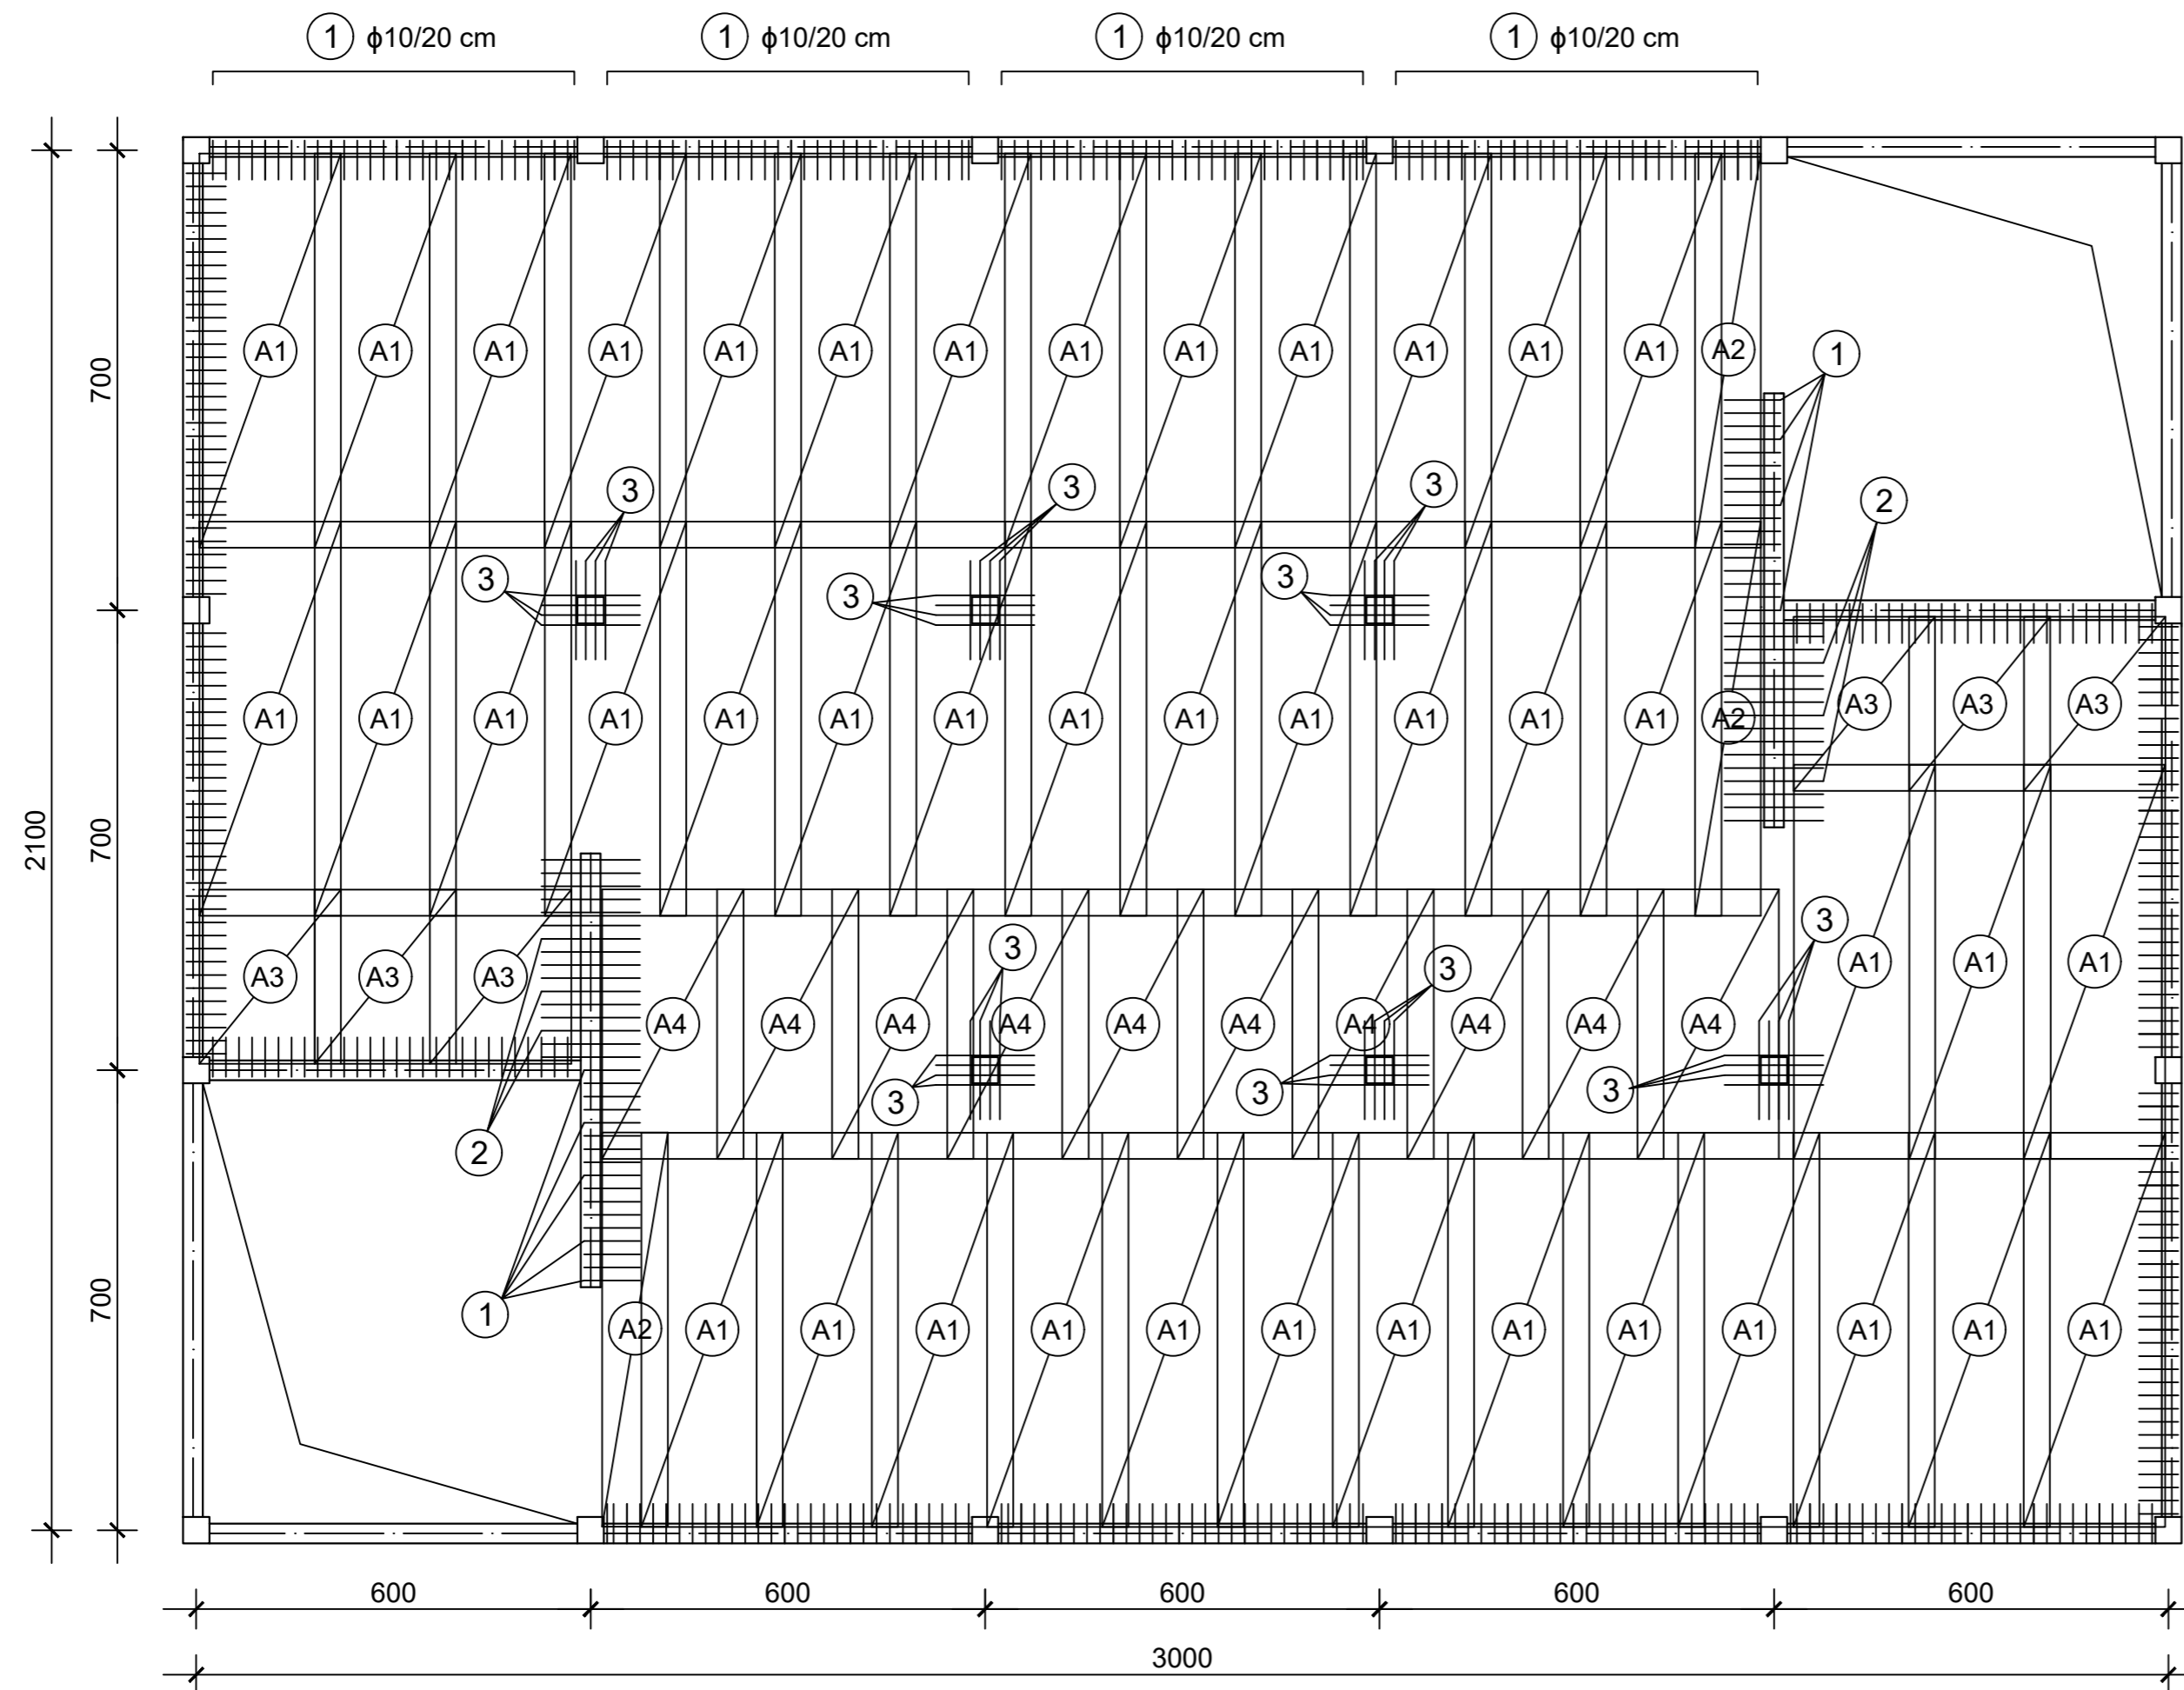 1 ϕ10/20 cm 1 ϕ10/20 cm 1 ϕ10/20 cm 1 ϕ10/20 cm
A1 A1 A1 A1 A1 A1 A1 A1 A1 A1 A1 A1 A1 A2 1
700
3 3 3 2
3 3 3
A3 A3 A3
A1 A1 A1 A1 A1 A1 A1 A1 A1 A1 A1 A1 A1 A2
2100 700
3 3 3
A3 A3 A3 A1 A1 A1
A4 A4 A4 A4 A4 A4 A4 A4 A4 A4
3 3 3
2
700 1
A2 A1 A1 A1 A1 A1 A1 A1 A1 A1 A1 A1 A1 A1
600 600 600 600 600
3000